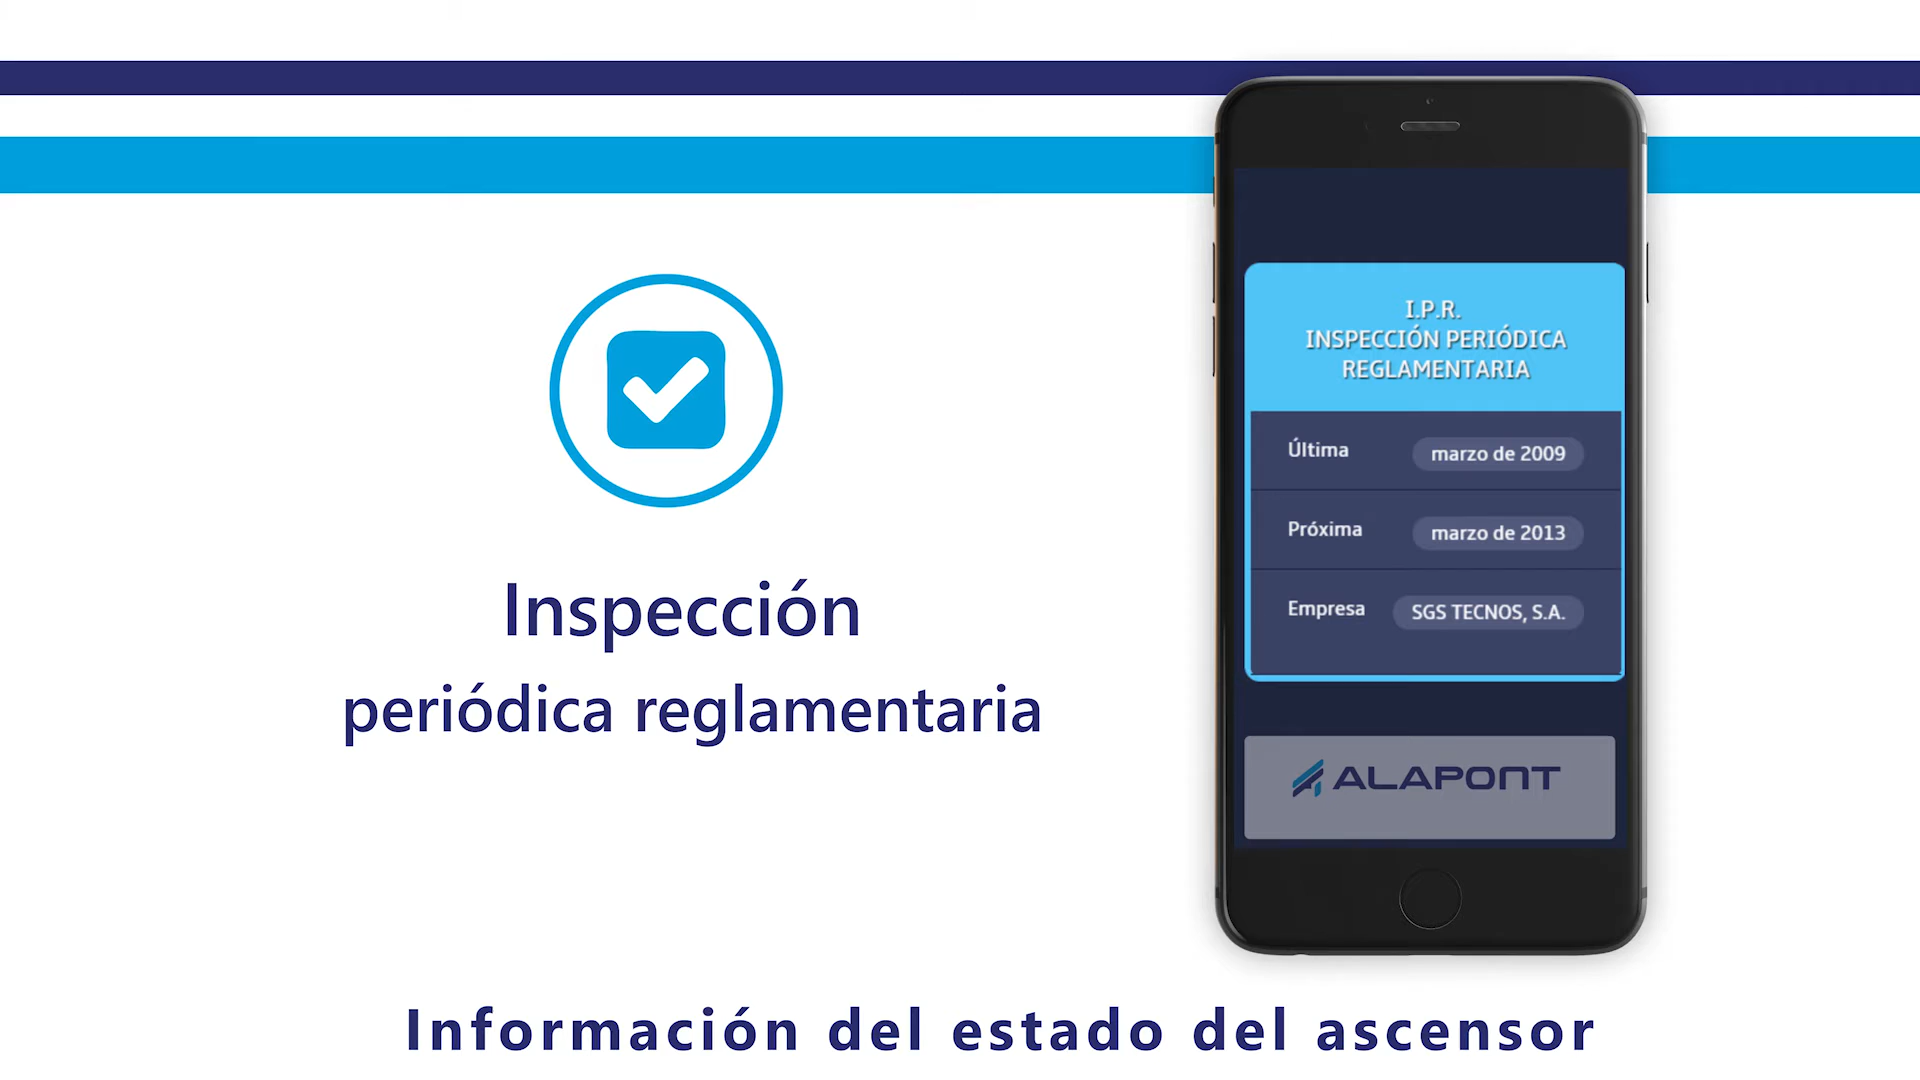 Inspección
periódica reglamentaria
I.P.R.
INSPECCIÓN PERIÓDICA
REGLAMENTARIA
Última marzo de 2009
Próxima marzo de 2013
Empresa SGS TECNOS, S.A.
ALAPONT
Información del estado del ascensor